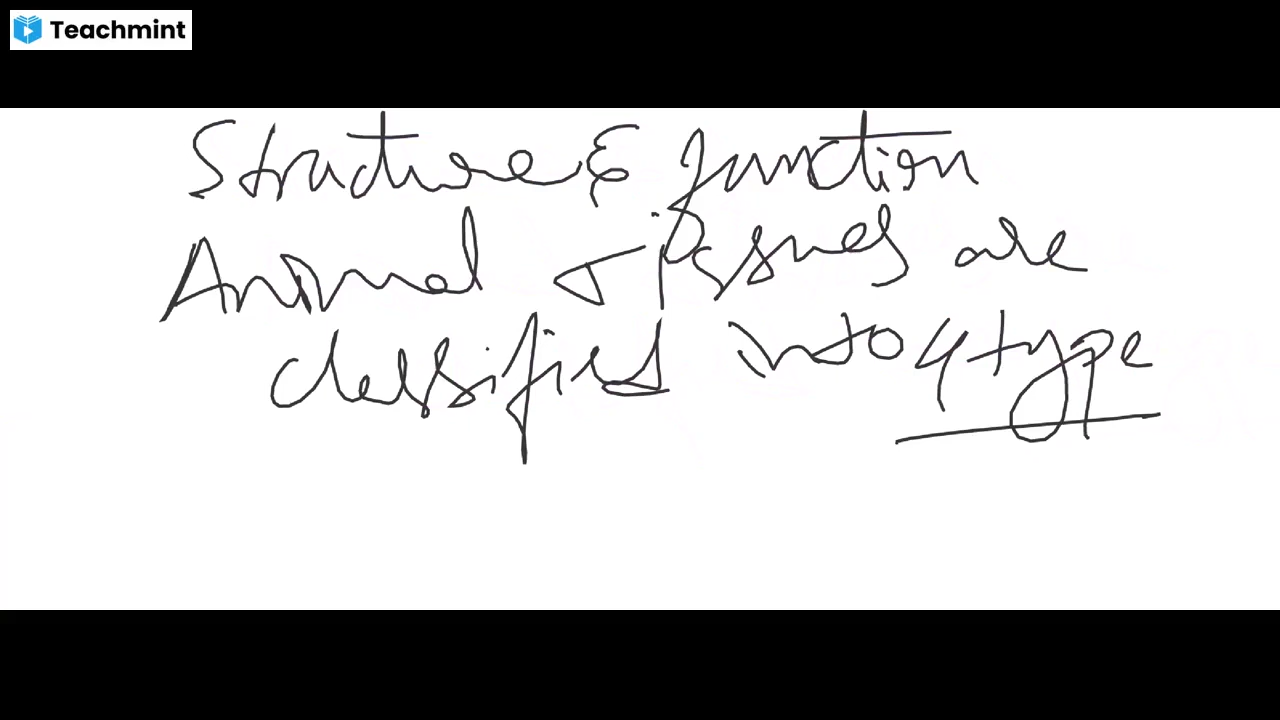 Teachmint
Structure & function
Animal tissues are
classified into 4 type